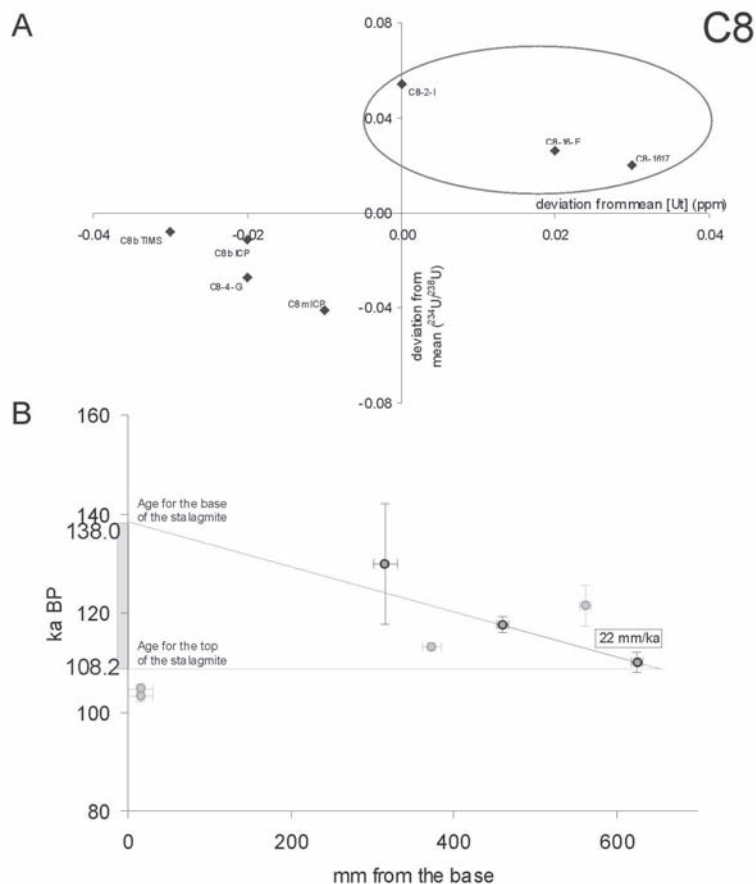 A
C8
0.08
C8-2-I
0.04
C8-16-F
C8-1617
0.00
deviation from mean [Ut] (ppm)
-0.04
-0.02
0.00
0.02
0.04
C8b TIMS
C8b ICP
C8-4-G
C8m ICP
-0.04
deviation from
mean (²³⁴U/²³⁸U)
-0.08
B
160
Age for the base
of the stalagmite
140
138.0
ka BP
120
22 mm/ka
Age for the top
of the stalagmite
108.2
100
80
0
200
400
600
mm from the base